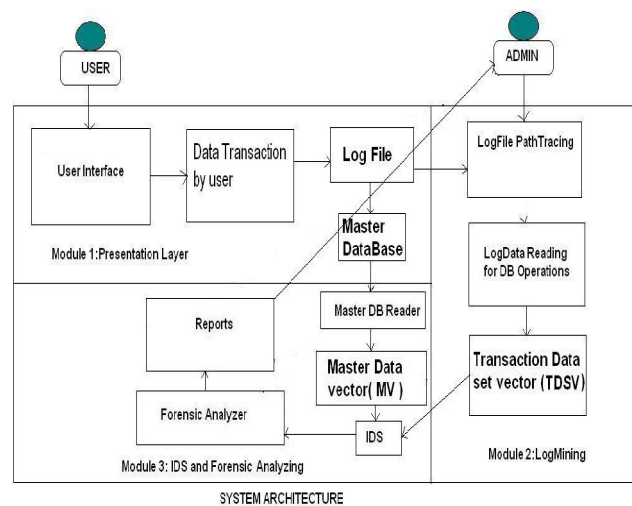 USER
ADMIN
User Interface
Data Transaction
by user
Log File
LogFile PathTracing
Master
DataBase
Module 1:Presentation Layer
LogData Reading
for DB Operations
Reports
Master DB Reader
Master Data
vector( MV )
Transaction Data
set vector (TDSV)
Forensic Analyzer
IDS
Module 3: IDS and Forensic Analyzing
Module 2:LogMining
SYSTEM ARCHITECTURE